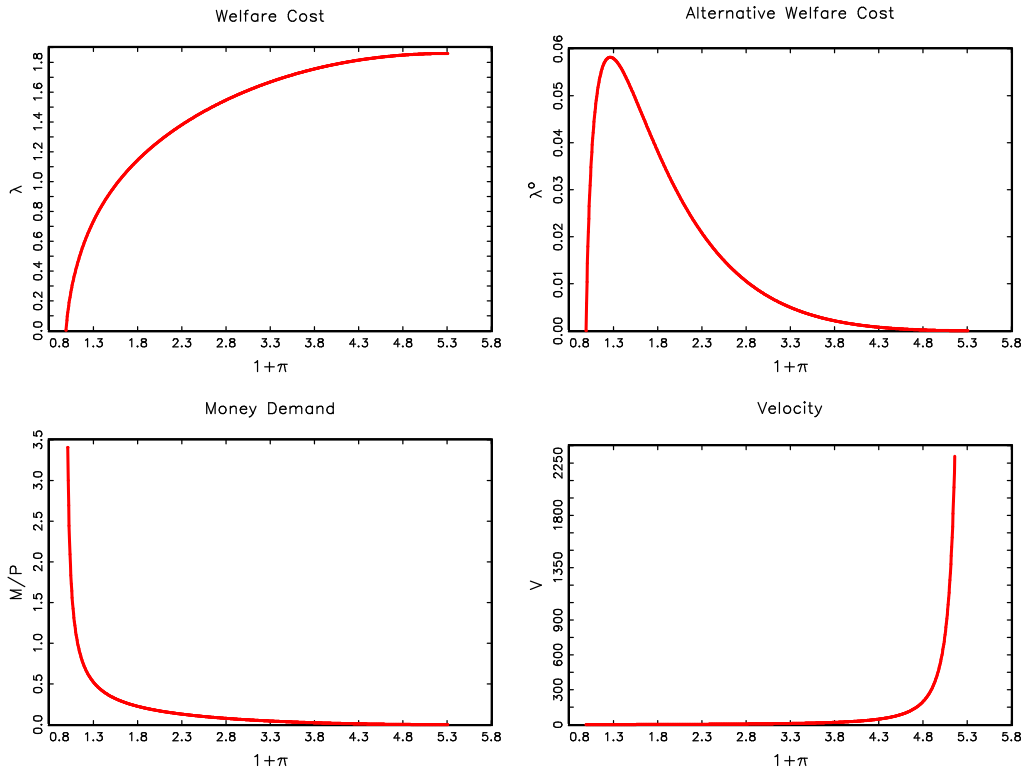 Welfare Cost
λ
0.0 0.2 0.4 0.6 0.8 1.0 1.2 1.4 1.6 1.8
0.8 1.3 1.8 2.3 2.8 3.3 3.8 4.3 4.8 5.3 5.8
1+π
Alternative Welfare Cost
λ°
0.00 0.01 0.02 0.03 0.04 0.05 0.06
0.8 1.3 1.8 2.3 2.8 3.3 3.8 4.3 4.8 5.3 5.8
1+π
Money Demand
M/P
0.0 0.5 1.0 1.5 2.0 2.5 3.0 3.5
0.8 1.3 1.8 2.3 2.8 3.3 3.8 4.3 4.8 5.3 5.8
1+π
Velocity
V
0 300 600 900 1350 1800 2250
0.8 1.3 1.8 2.3 2.8 3.3 3.8 4.3 4.8 5.3 5.8
1+π